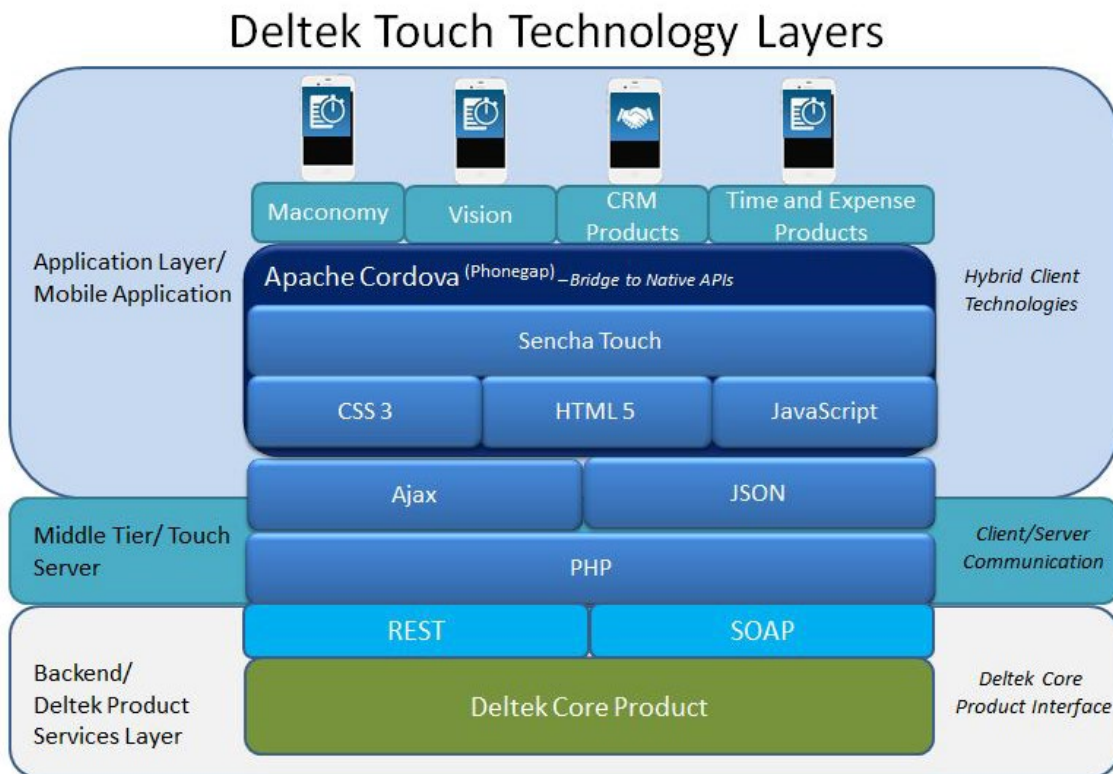 Deltek Touch Technology Layers
Maconomy
Vision
CRM
Products
Time and Expense
Products
Application Layer/
Mobile Application
Apache Cordova (Phonegap) – Bridge to Native APIs
Hybrid Client
Technologies
Sencha Touch
CSS 3
HTML 5
JavaScript
Ajax
JSON
Middle Tier/ Touch
Server
PHP
Client/Server
Communication
REST
SOAP
Backend/
Deltek Product
Services Layer
Deltek Core Product
Deltek Core
Product Interface